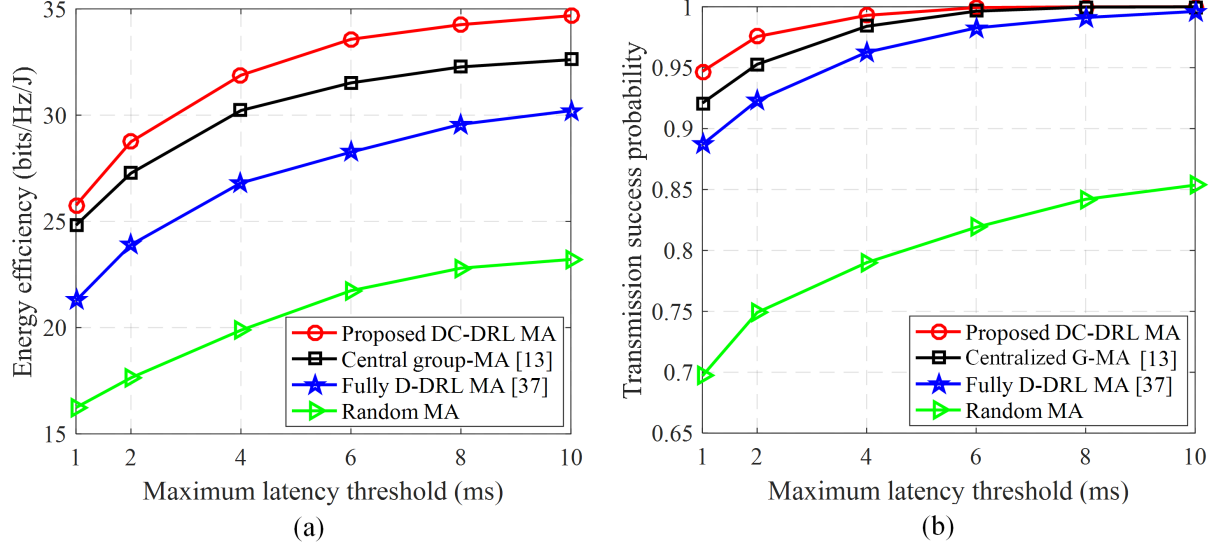 35
30
25
20
15
Energy efficiency (bits/Hz/J)
Proposed DC-DRL MA
Central group-MA [13]
Fully D-DRL MA [37]
Random MA
1 2 4 6 8 10
Maximum latency threshold (ms)
(a)
1
0.95
0.9
0.85
0.8
0.75
0.7
0.65
Transmission success probability
Proposed DC-DRL MA
Centralized G-MA [13]
Fully D-DRL MA [37]
Random MA
1 2 4 6 8 10
Maximum latency threshold (ms)
(b)